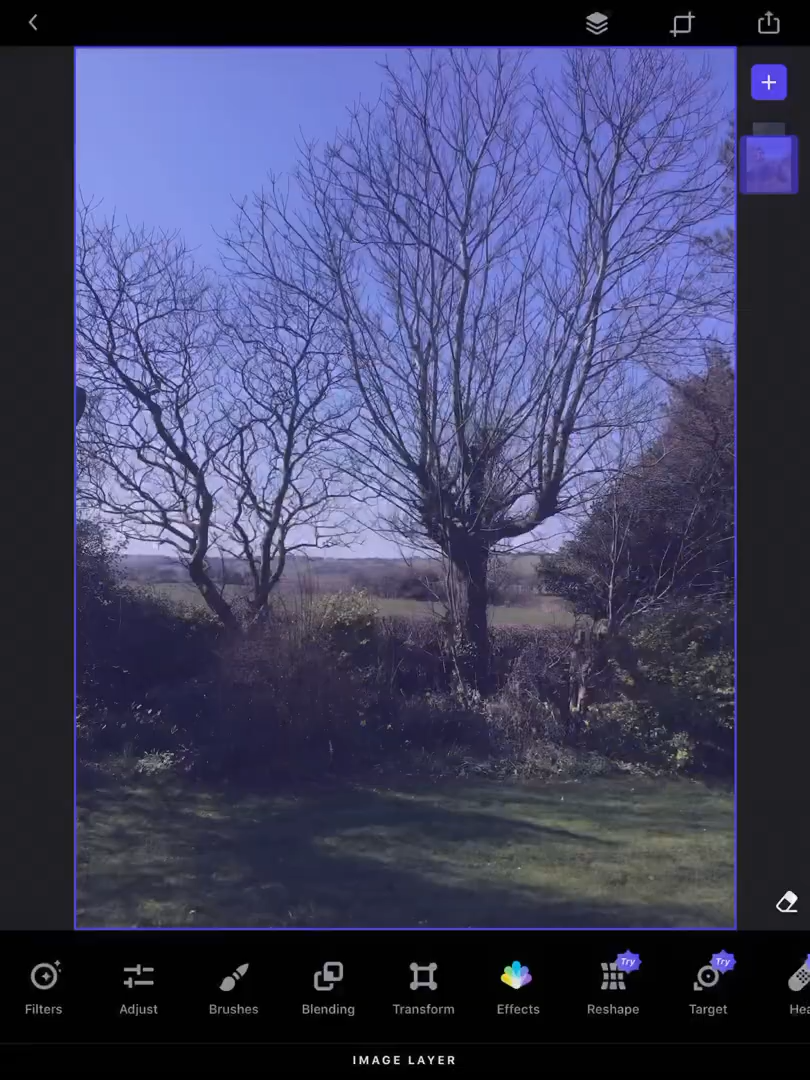 Try
Try
Filters
Adjust
Brushes
Blending
Transform
Effects
Reshape
Target
Hea
IMAGE LAYER